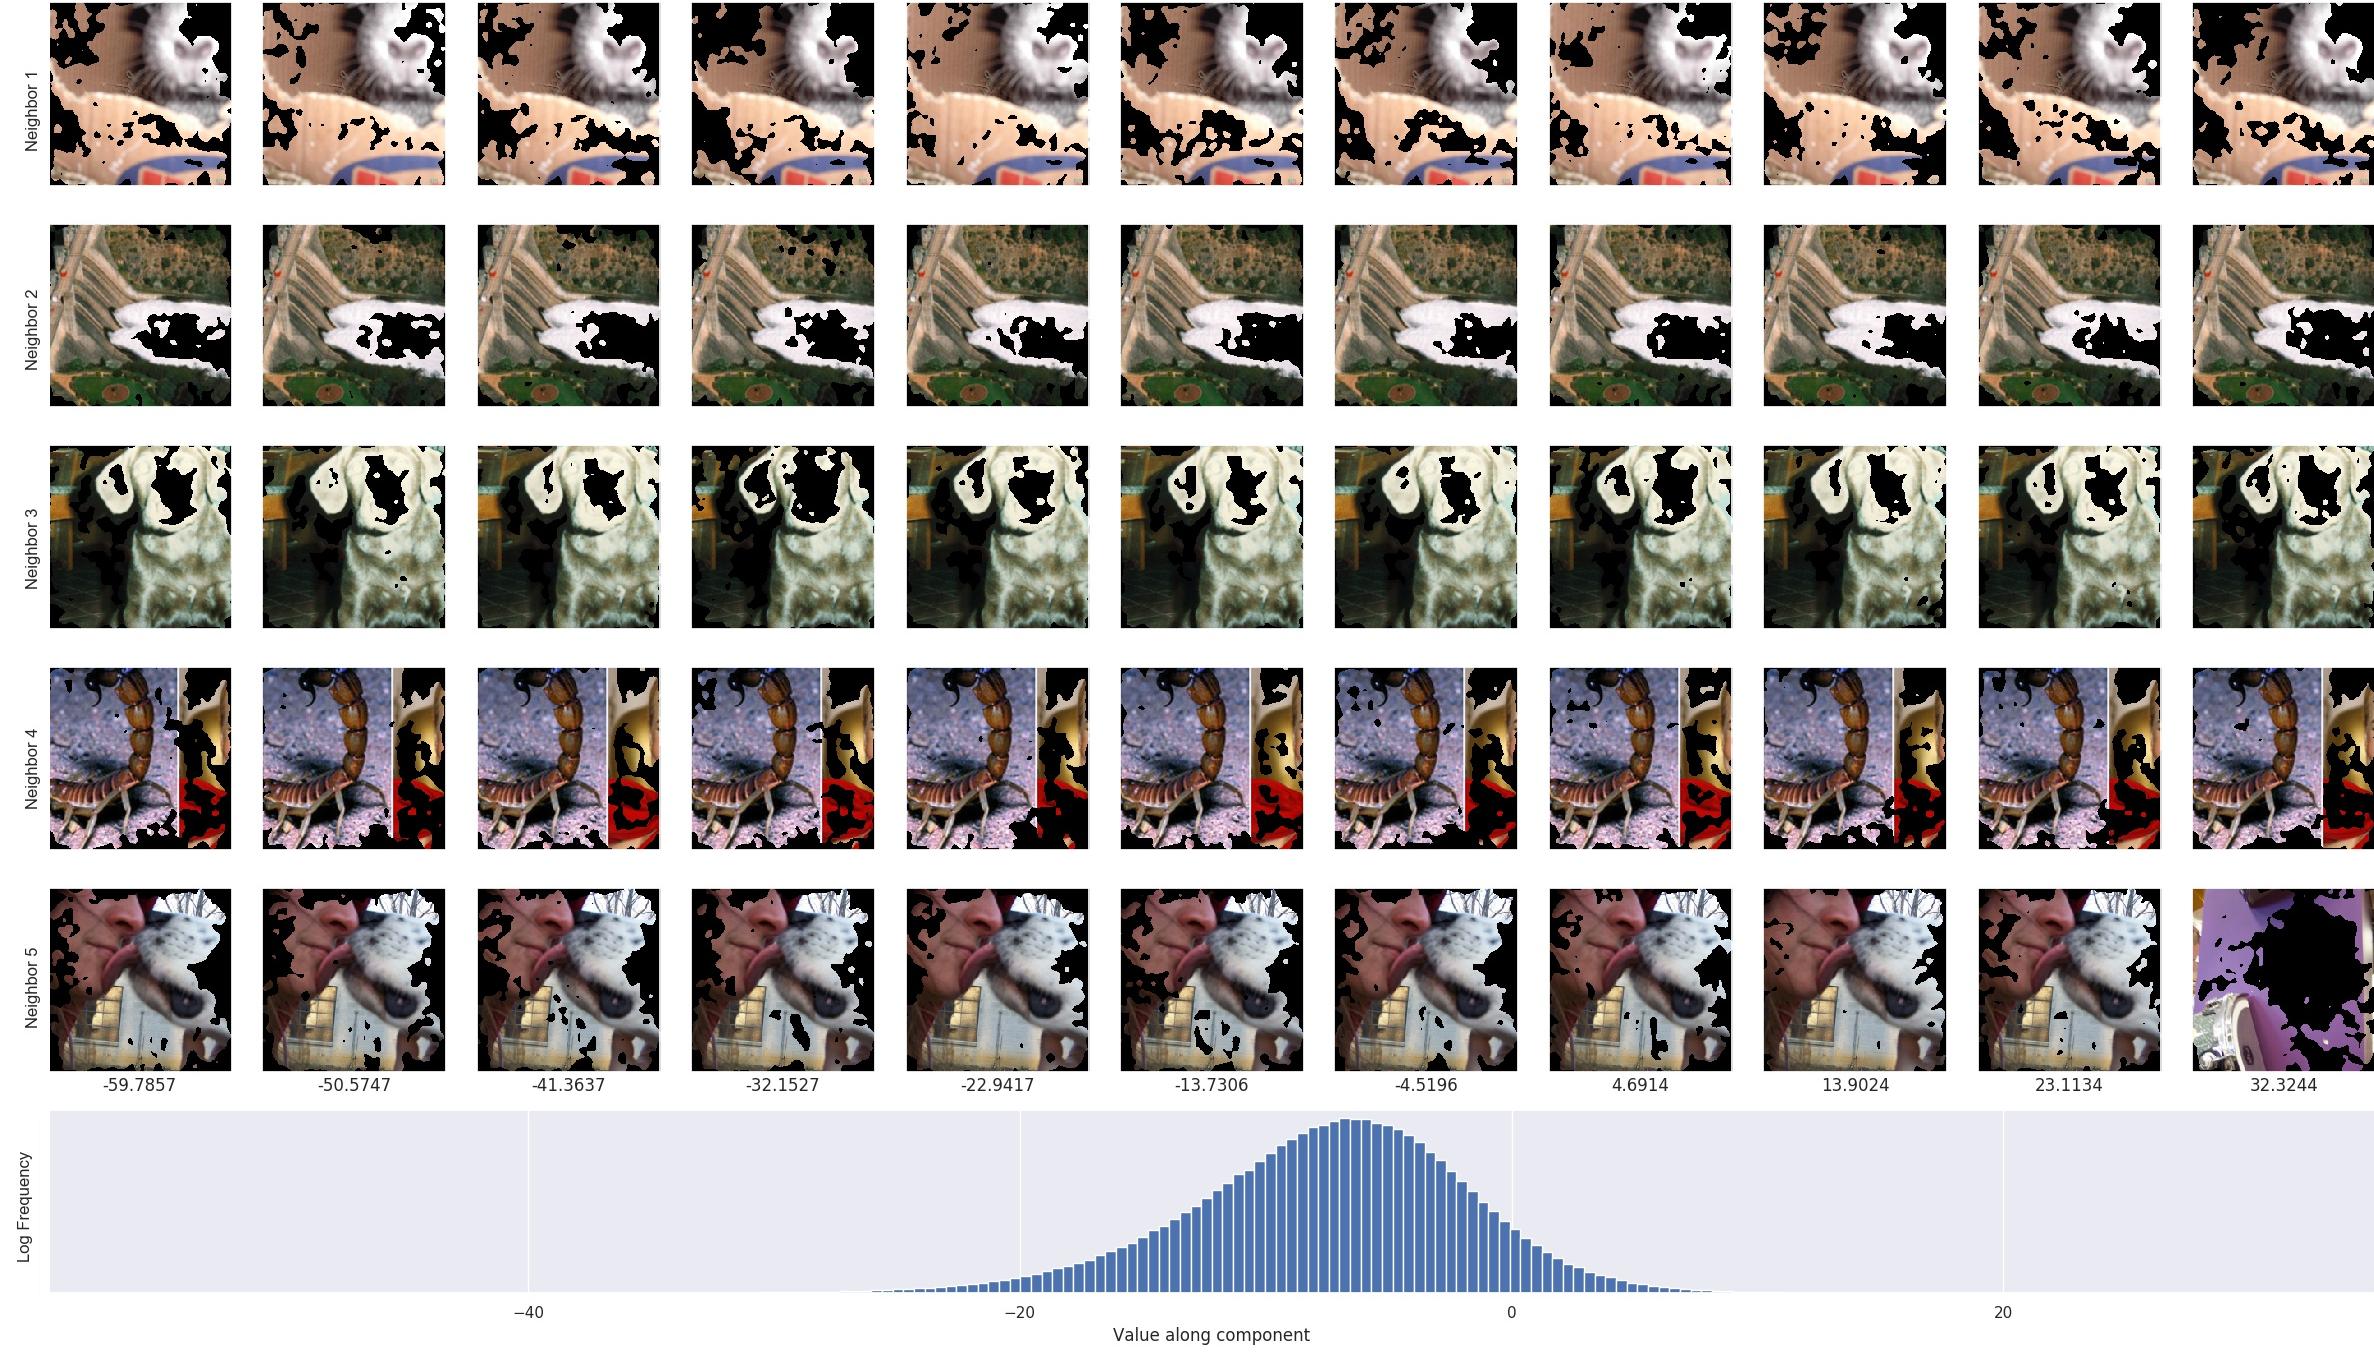 Neighbor 1
Neighbor 2
Neighbor 3
Neighbor 4
Neighbor 5
-59.7857 -50.5747 -41.3637 -32.1527 -22.9417 -13.7306 -4.5196 4.6914 13.9024 23.1134 32.3244
Log Frequency
−40 −20 0 20
Value along component